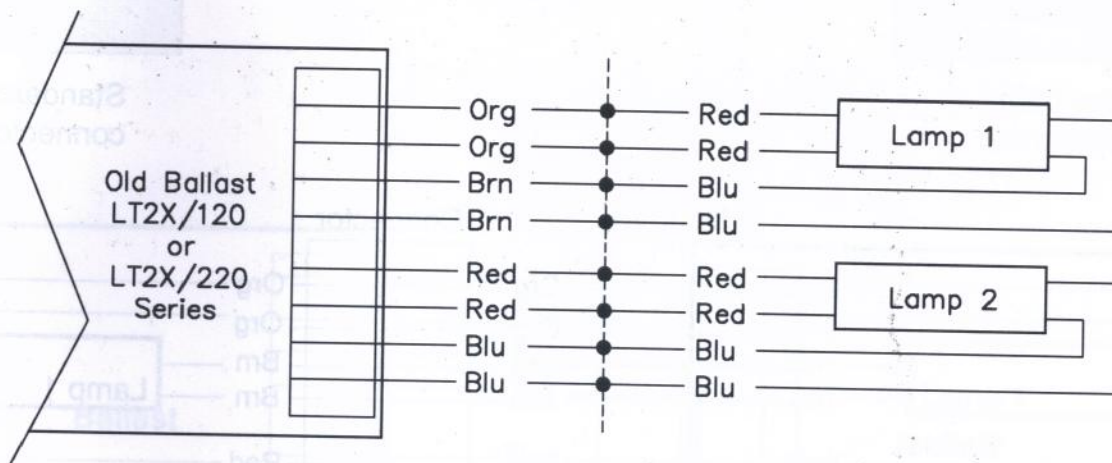 Org Red
Org Red
Lamp 1
Brn Blu
Brn Blu
Old Ballast
LT2X/120
or
LT2X/220
Series
Red Red
Red Red
Lamp 2
Blu Blu
Blu Blu